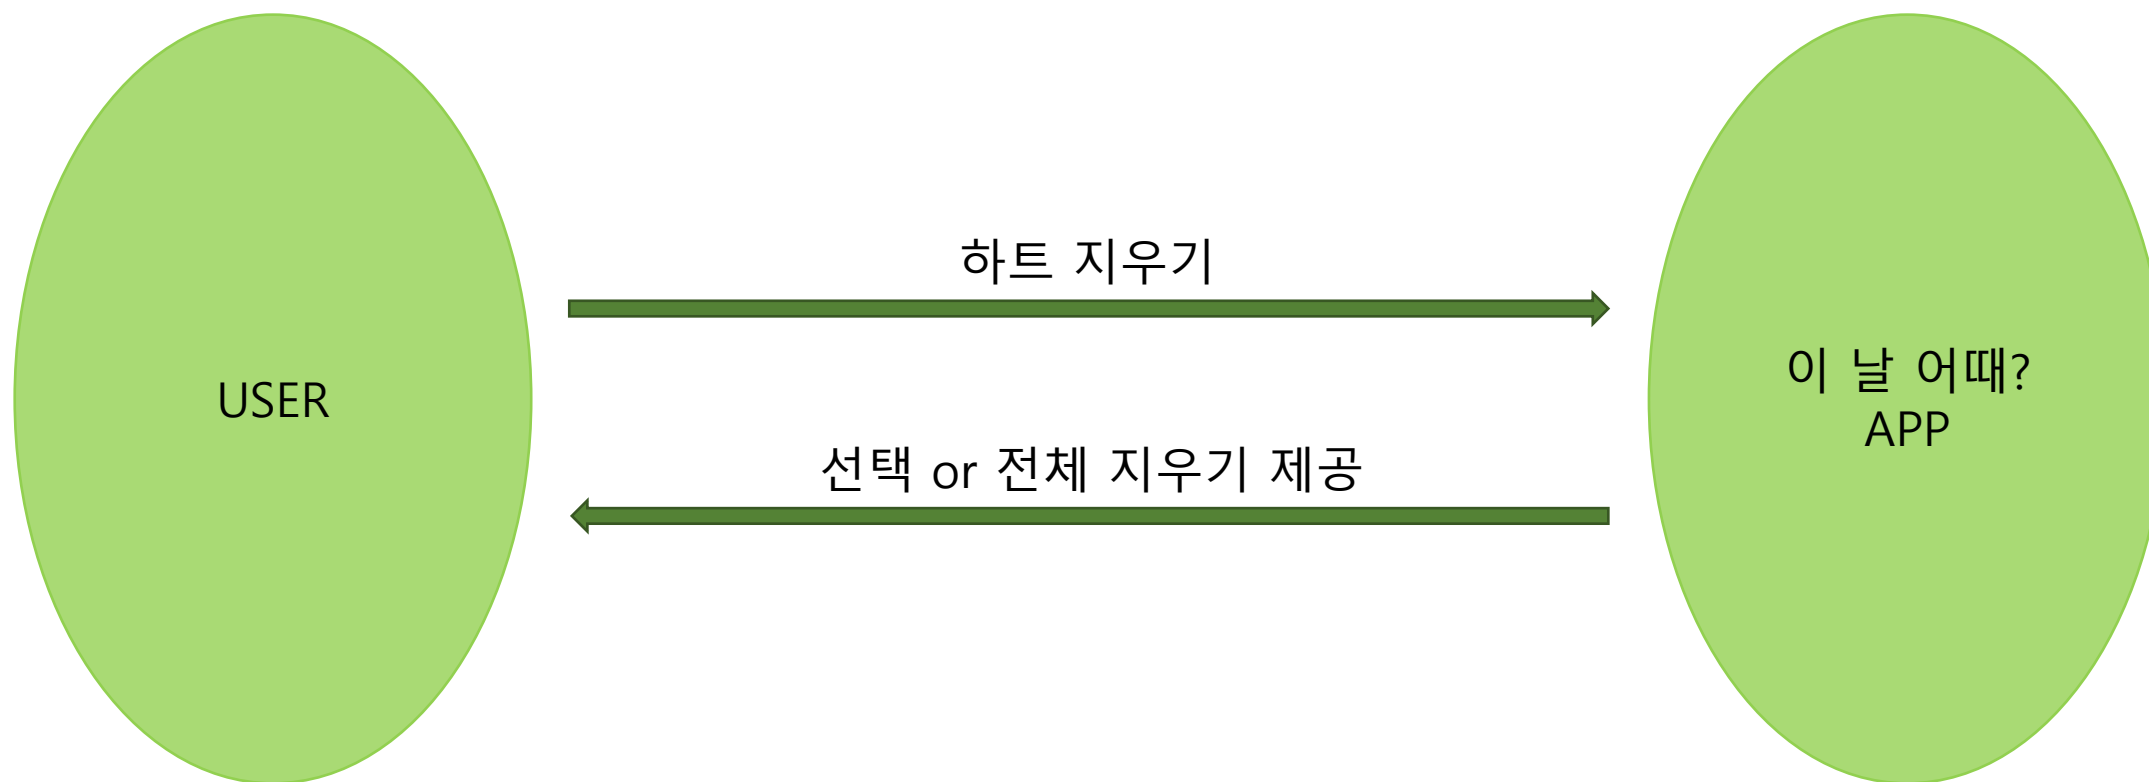 하트 지우기
USER
이 날 어때?
APP
선택 or 전체 지우기 제공